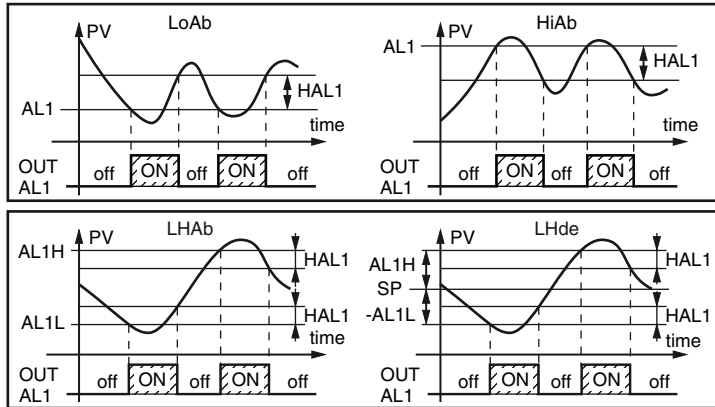 LoAb
PV
AL1
HAL1
time
OUT
AL1
off ON off ON off
HiAb
PV
AL1
HAL1
time
OUT
AL1
off ON off ON off
LHAb
PV
AL1H
HAL1
HAL1
AL1L
time
OUT
AL1
off ON off ON off
LHde
PV
AL1H
HAL1
SP
HAL1
-AL1L
time
OUT
AL1
off ON off ON off